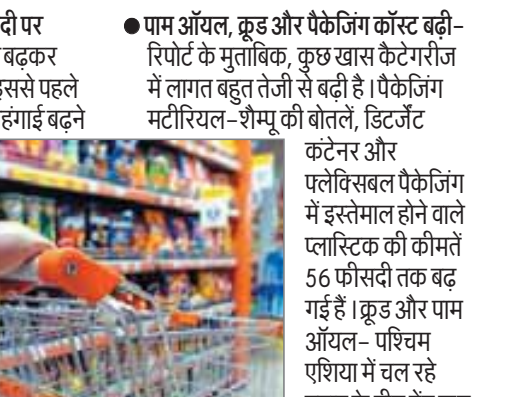 दी पर
बढ़कर
ससे पहले
हंगाई बढ़ने
● पाम ऑयल, क्रूड और पैकेजिंग कॉस्ट बढ़ी–
रिपोर्ट के मुताबिक, कुछ खास कैटेगरीज
में लागत बहुत तेजी से बढ़ी है। पैकेजिंग
मटीरियल–शैम्पू की बोतलें, डिटर्जेंट
कंटेनर और
फ्लेक्सिबल पैकेजिंग
में इस्तेमाल होने वाले
प्लास्टिक की कीमतें
56 फीसदी तक बढ़
गई हैं। क्रूड और पाम
ऑयल– पश्चिम
एशिया में चल रहे